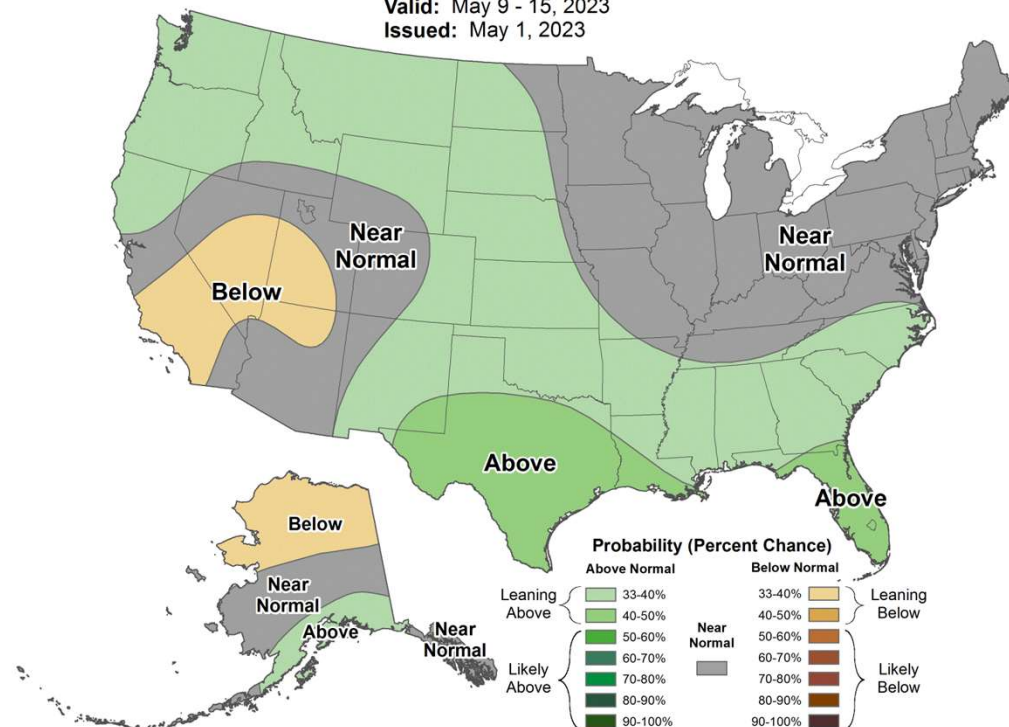 Valid: May 9 - 15, 2023
Issued: May 1, 2023
Near
Normal
Near
Normal
Below
Above
Above
Below
Near
Normal
Above
Near
Normal
Probability (Percent Chance)
Above Normal
Below Normal
Leaning
Above
33-40%
40-50%
Likely
Above
50-60%
60-70%
70-80%
80-90%
90-100%
Near
Normal
33-40%
40-50%
Leaning
Below
50-60%
60-70%
70-80%
80-90%
90-100%
Likely
Below